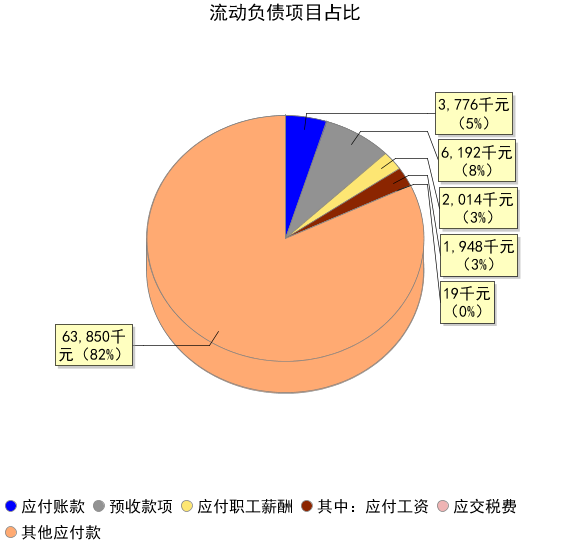 流动负债项目占比
3,776千元
（5%）
6,192千元
（8%）
2,014千元
（3%）
1,948千元
（3%）
19千元
（0%）
63,850千
元（82%）
应付账款 预收款项 应付职工薪酬 其中：应付工资 应交税费
其他应付款